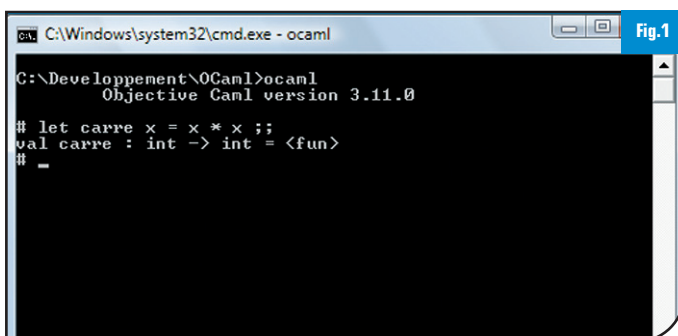 C:\Windows\system32\cmd.exe - ocaml
Fig.1
C:\Developpement\OCaml>ocaml
Objective Caml version 3.11.0
# let carre x = x * x ;;
val carre : int -> int = <fun>
# _